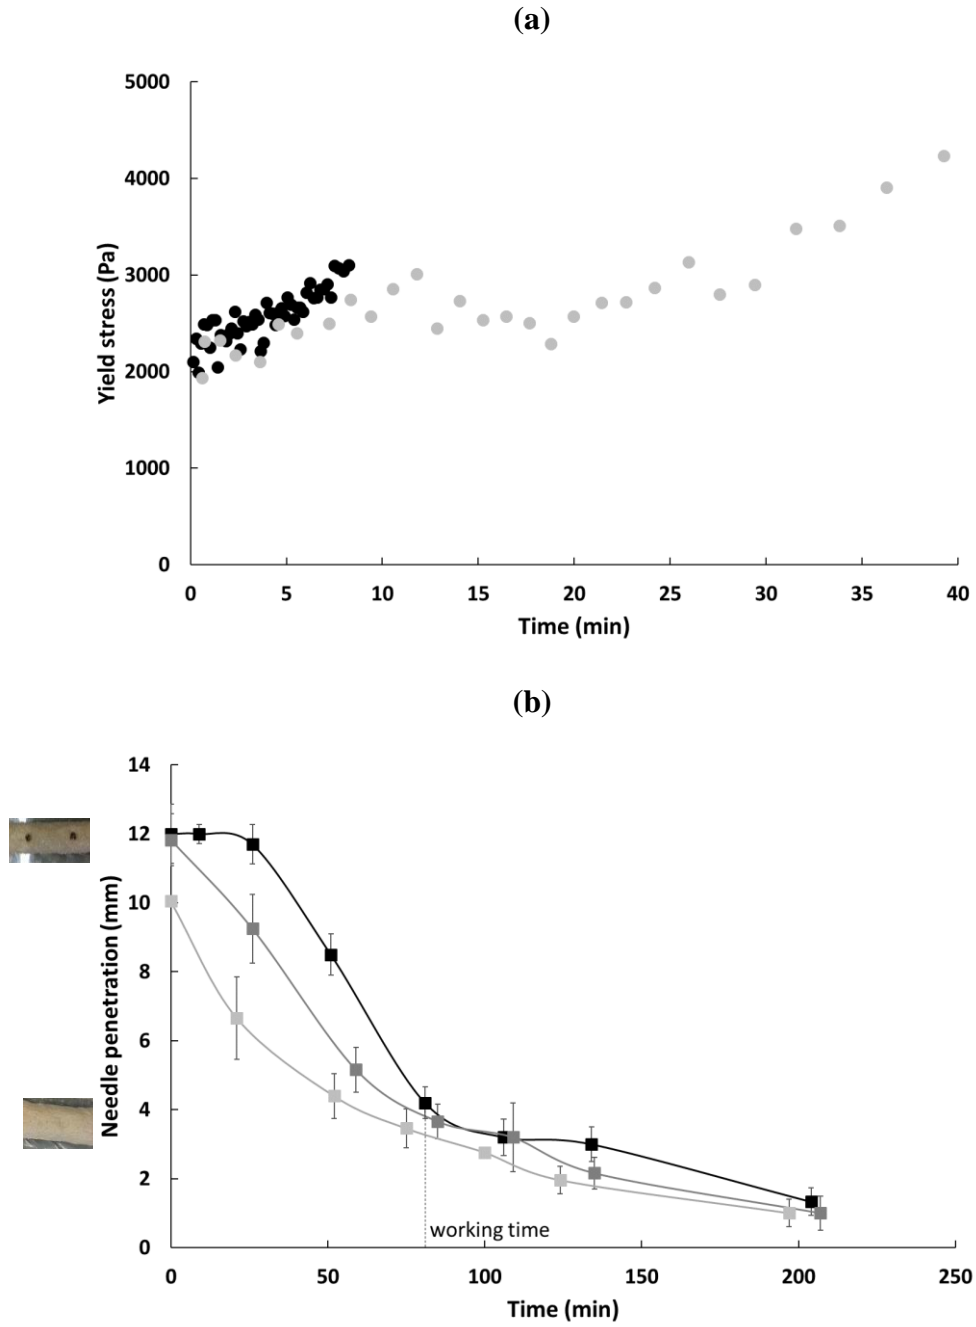 (a)
5000
4000
3000
2000
1000
0
Yield stress (Pa)
0 5 10 15 20 25 30 35 40
Time (min)
(b)
14
12
10
8
6
4
2
0
Needle penetration (mm)
working time
0 50 100 150 200 250
Time (min)